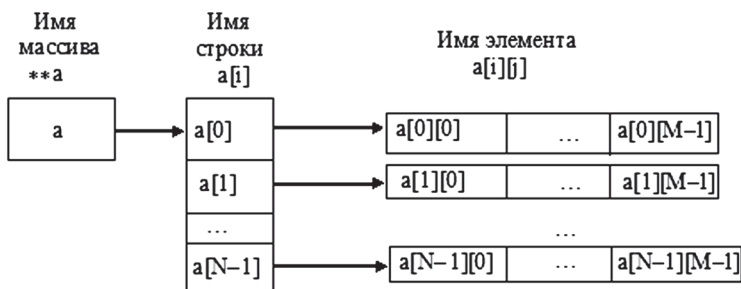 Имя
массива
**a
Имя
строки
a[i]
Имя элемента
a[i][j]
a
a[0]
a[0][0] … a[0][M–1]
a[1]
a[1][0] … a[1][M–1]
…
…
a[N–1]
a[N–1][0] … a[N–1][M–1]